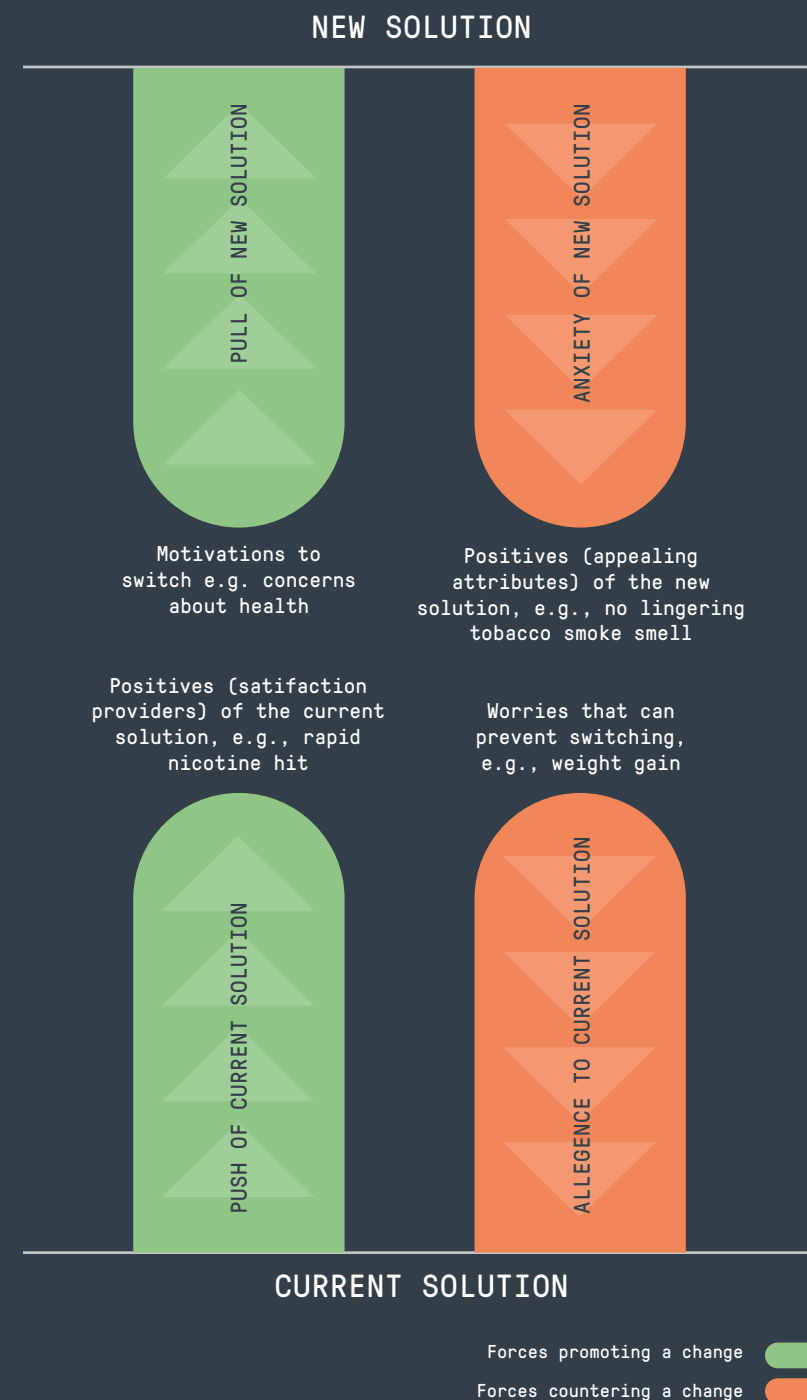 NEW SOLUTION
PULL OF NEW SOLUTION
ANXIETY OF NEW SOLUTION
Motivations to
switch e.g. concerns
about health
Positives (appealing
attributes) of the new
solution, e.g., no lingering
tobacco smoke smell
Positives (satifaction
providers) of the current
solution, e.g., rapid
nicotine hit
Worries that can
prevent switching,
e.g., weight gain
PUSH OF CURRENT SOLUTION
ALLEGENCE TO CURRENT SOLUTION
CURRENT SOLUTION
Forces promoting a change
Forces countering a change